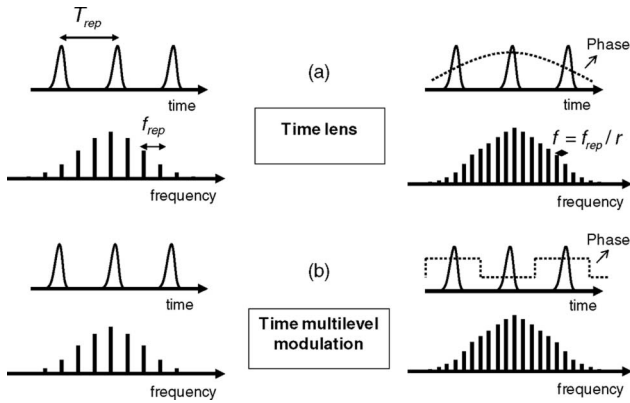 T_rep
time
f_rep
frequency
(a)
Time lens
Phase
time
f = f_rep / r
frequency
time
frequency
(b)
Time multilevel
modulation
Phase
time
frequency